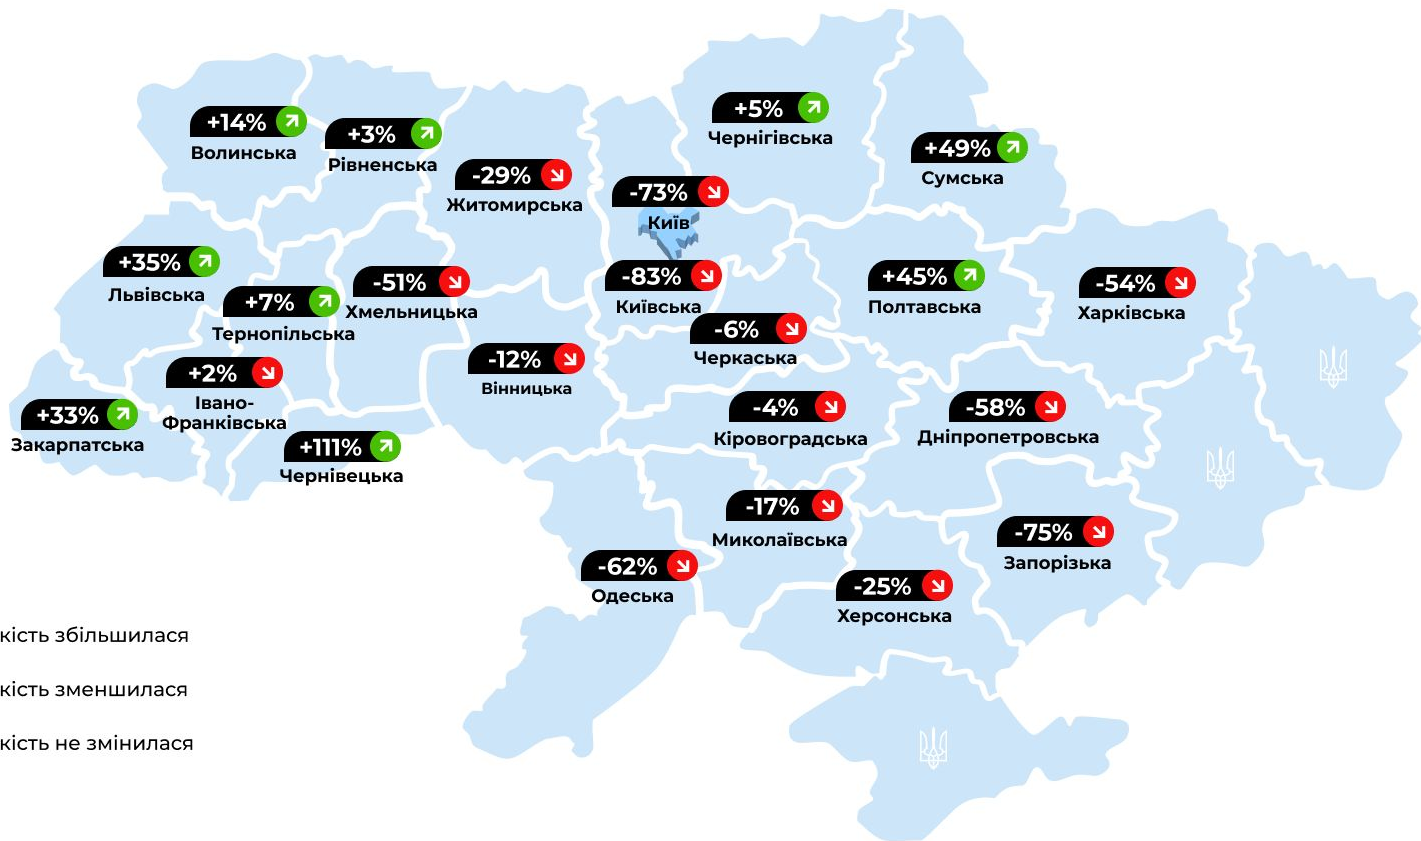 +5%
Чернігівська
+14%
Волинська
+3%
Рівненська
+49%
Сумська
-29%
Житомирська
-73%
Київ
+35%
Львівська
-51%
Хмельницька
-83%
Київська
+45%
Полтавська
-54%
Харківська
+7%
Тернопільська
-6%
Черкаська
-12%
Вінницька
+2%
Івано-
Франківська
+33%
Закарпатська
-4%
Кіровоградська
-58%
Дніпропетровська
+111%
Чернівецька
-17%
Миколаївська
-75%
Запорізька
-62%
Одеська
-25%
Херсонська
кість збільшилася
кість зменшилася
кість не змінилася